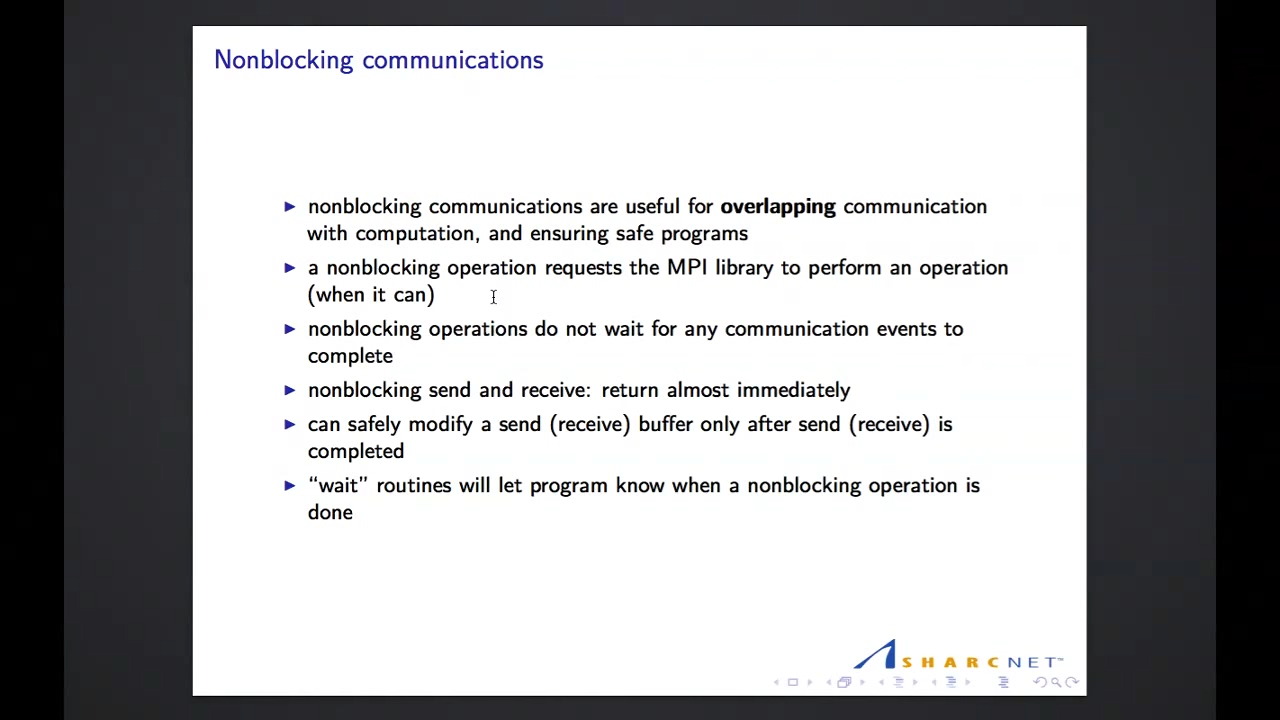 Nonblocking communications
nonblocking communications are useful for overlapping communication
with computation, and ensuring safe programs
a nonblocking operation requests the MPI library to perform an operation
(when it can)
nonblocking operations do not wait for any communication events to
complete
nonblocking send and receive: return almost immediately
can safely modify a send (receive) buffer only after send (receive) is
completed
“wait” routines will let program know when a nonblocking operation is
done
SHARCNET™